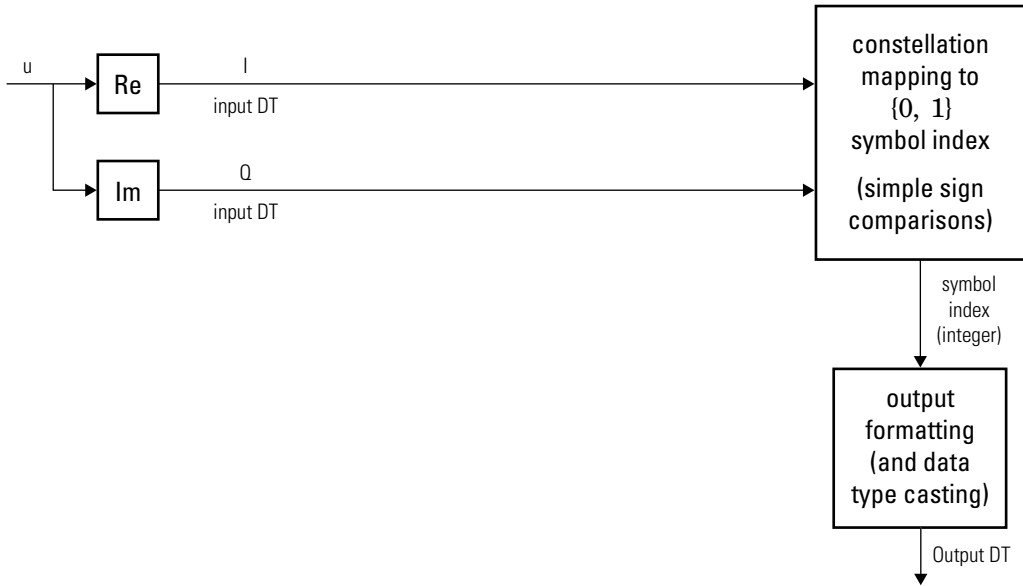 u
Re
I
input DT
Im
Q
input DT
constellation
mapping to
{0, 1}
symbol index
(simple sign
comparisons)
symbol
index
(integer)
output
formatting
(and data
type casting)
Output DT